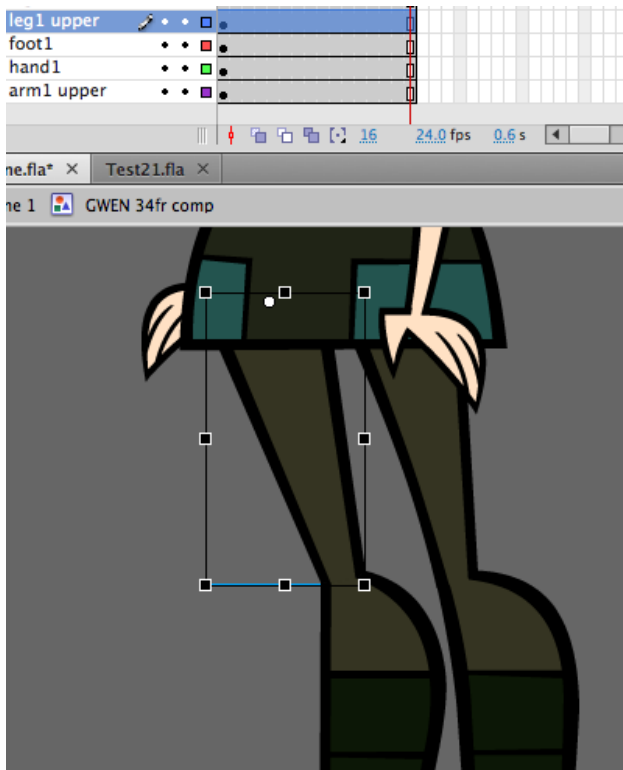 leg1 upper
foot1
hand1
arm1 upper
16 24.0 fps 0.6 s
ne.fla* × Test21.fla ×
ne 1 GWEN 34fr comp